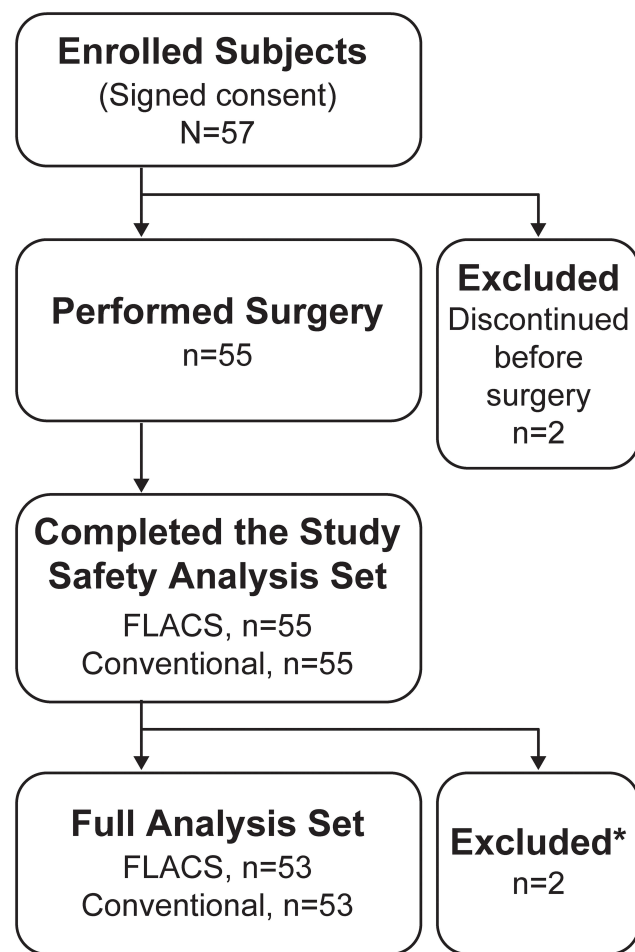 Enrolled Subjects
(Signed consent)
N=57
Performed Surgery
n=55
Excluded
Discontinued
before
surgery
n=2
Completed the Study
Safety Analysis Set
FLACS, n=55
Conventional, n=55
Full Analysis Set
FLACS, n=53
Conventional, n=53
Excluded*
n=2